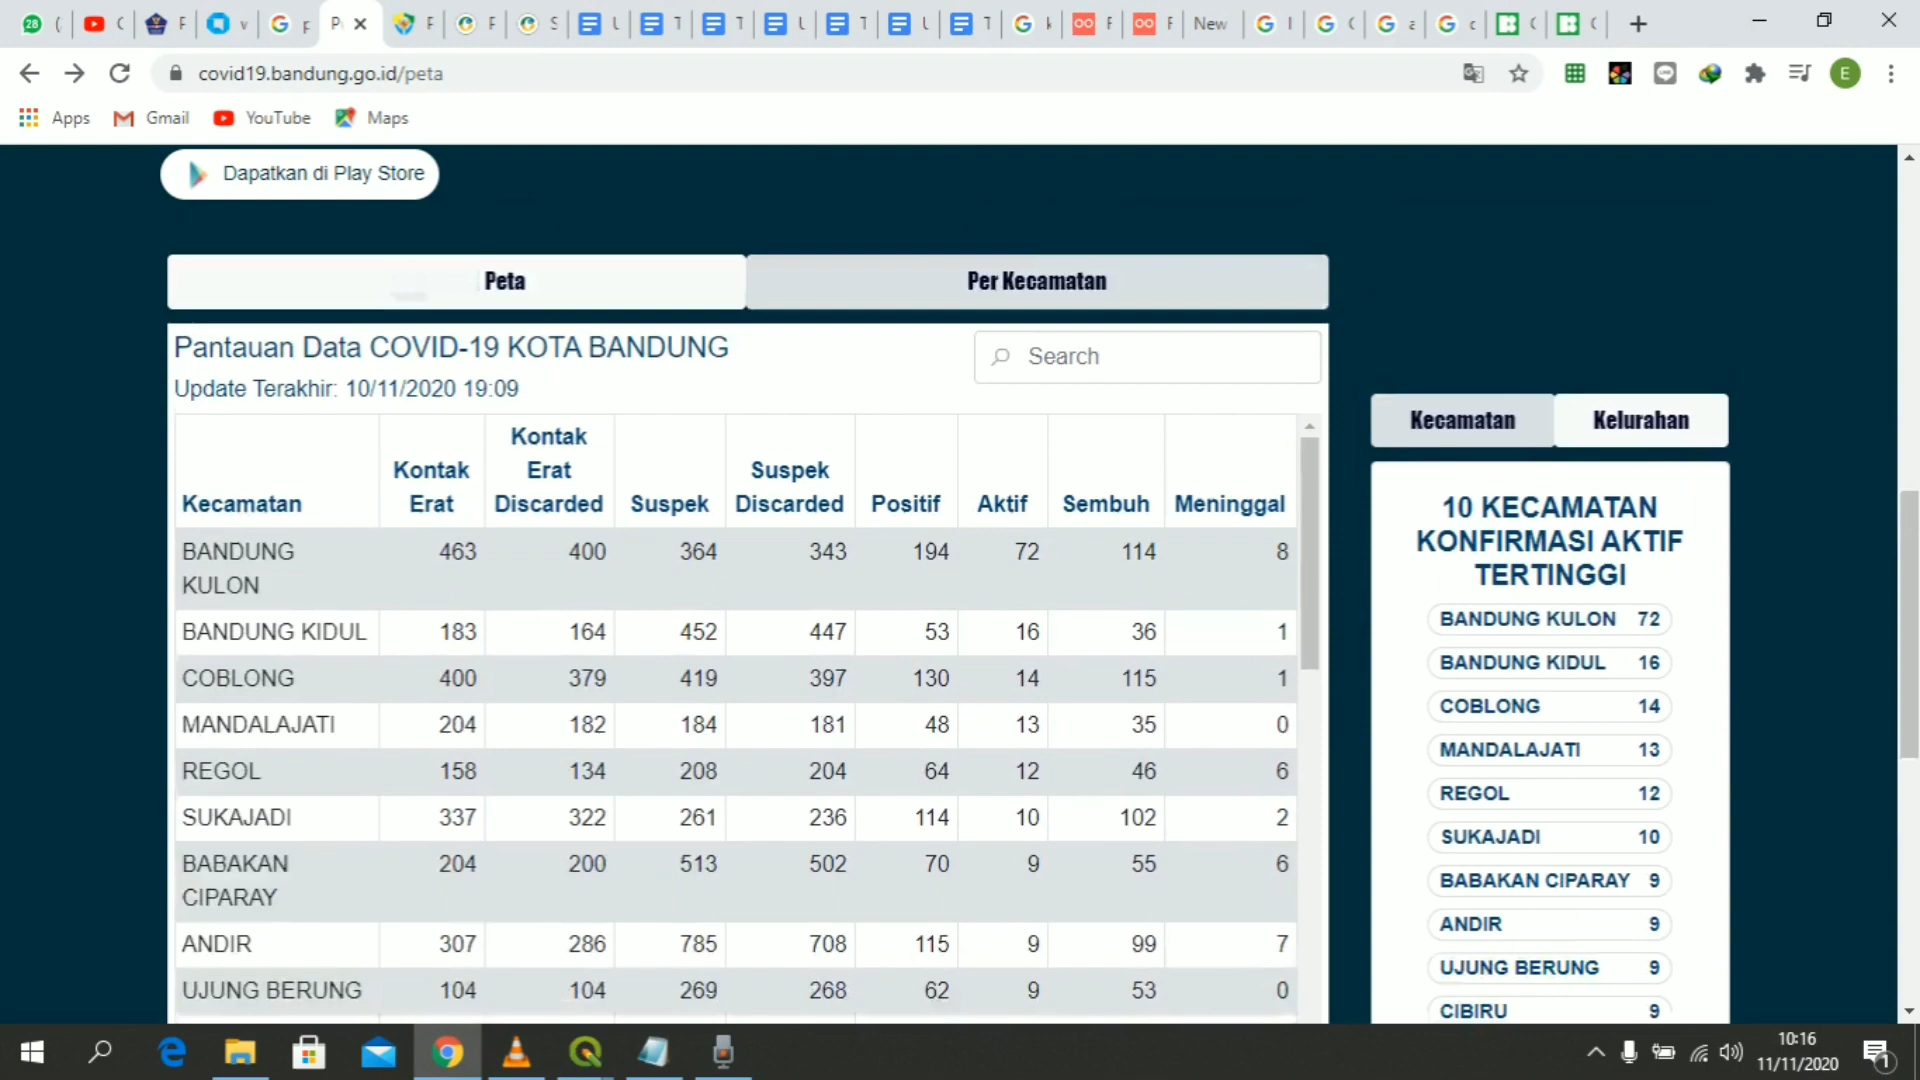 28 ( C F v p P F F S U T T U T U T k F F New I C a c C C
covid19.bandung.go.id/peta
E
Apps Gmail YouTube Maps
Dapatkan di Play Store
Peta Per Kecamatan
Pantauan Data COVID-19 KOTA BANDUNG
Search
Update Terakhir: 10/11/2020 19:09
Kecamatan Kontak Erat Kontak Erat Discarded Suspek Suspek Discarded Positif Aktif Sembuh Meninggal
BANDUNG KULON 463 400 364 343 194 72 114 8
BANDUNG KIDUL 183 164 452 447 53 16 36 1
COBLONG 400 379 419 397 130 14 115 1
MANDALAJATI 204 182 184 181 48 13 35 0
REGOL 158 134 208 204 64 12 46 6
SUKAJADI 337 322 261 236 114 10 102 2
BABAKAN CIPARAY 204 200 513 502 70 9 55 6
ANDIR 307 286 785 708 115 9 99 7
UJUNG BERUNG 104 104 269 268 62 9 53 0
Kecamatan Kelurahan
10 KECAMATAN
KONFIRMASI AKTIF
TERTINGGI
BANDUNG KULON 72
BANDUNG KIDUL 16
COBLONG 14
MANDALAJATI 13
REGOL 12
SUKAJADI 10
BABAKAN CIPARAY 9
ANDIR 9
UJUNG BERUNG 9
CIBIRU 9
10:16
11/11/2020
1